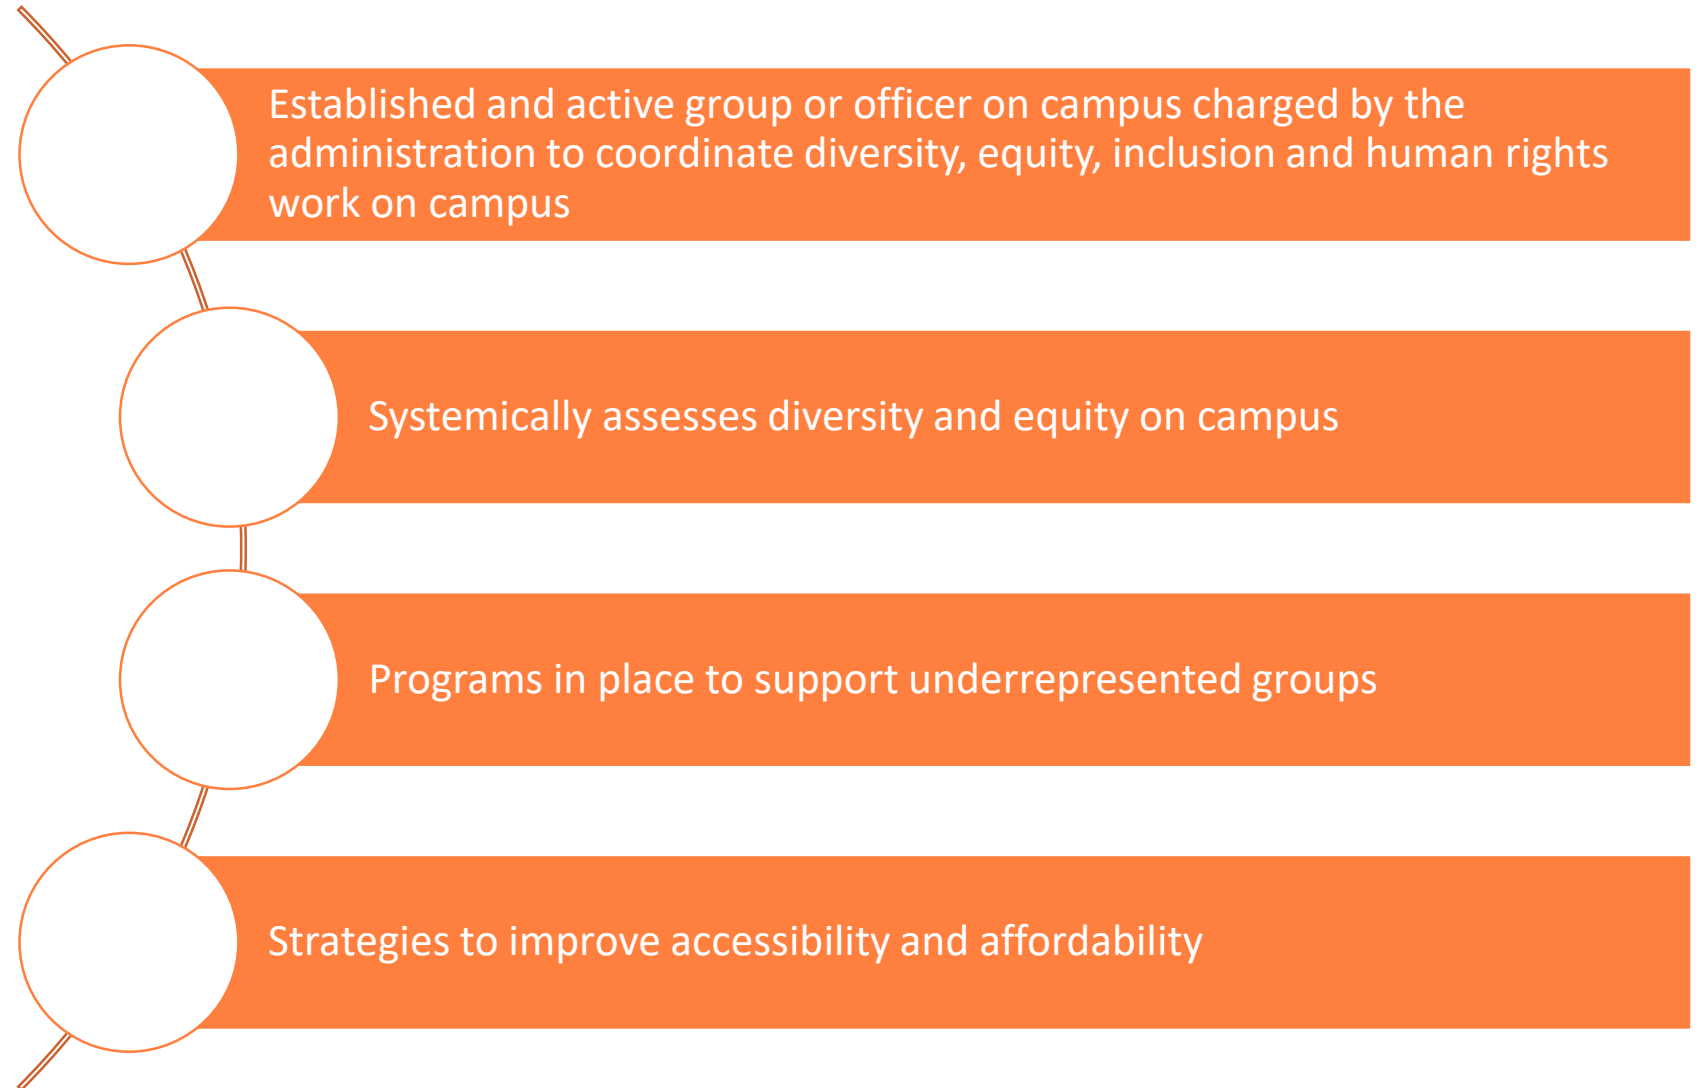 Established and active group or officer on campus charged by the
administration to coordinate diversity, equity, inclusion and human rights
work on campus
Systemically assesses diversity and equity on campus
Programs in place to support underrepresented groups
Strategies to improve accessibility and affordability